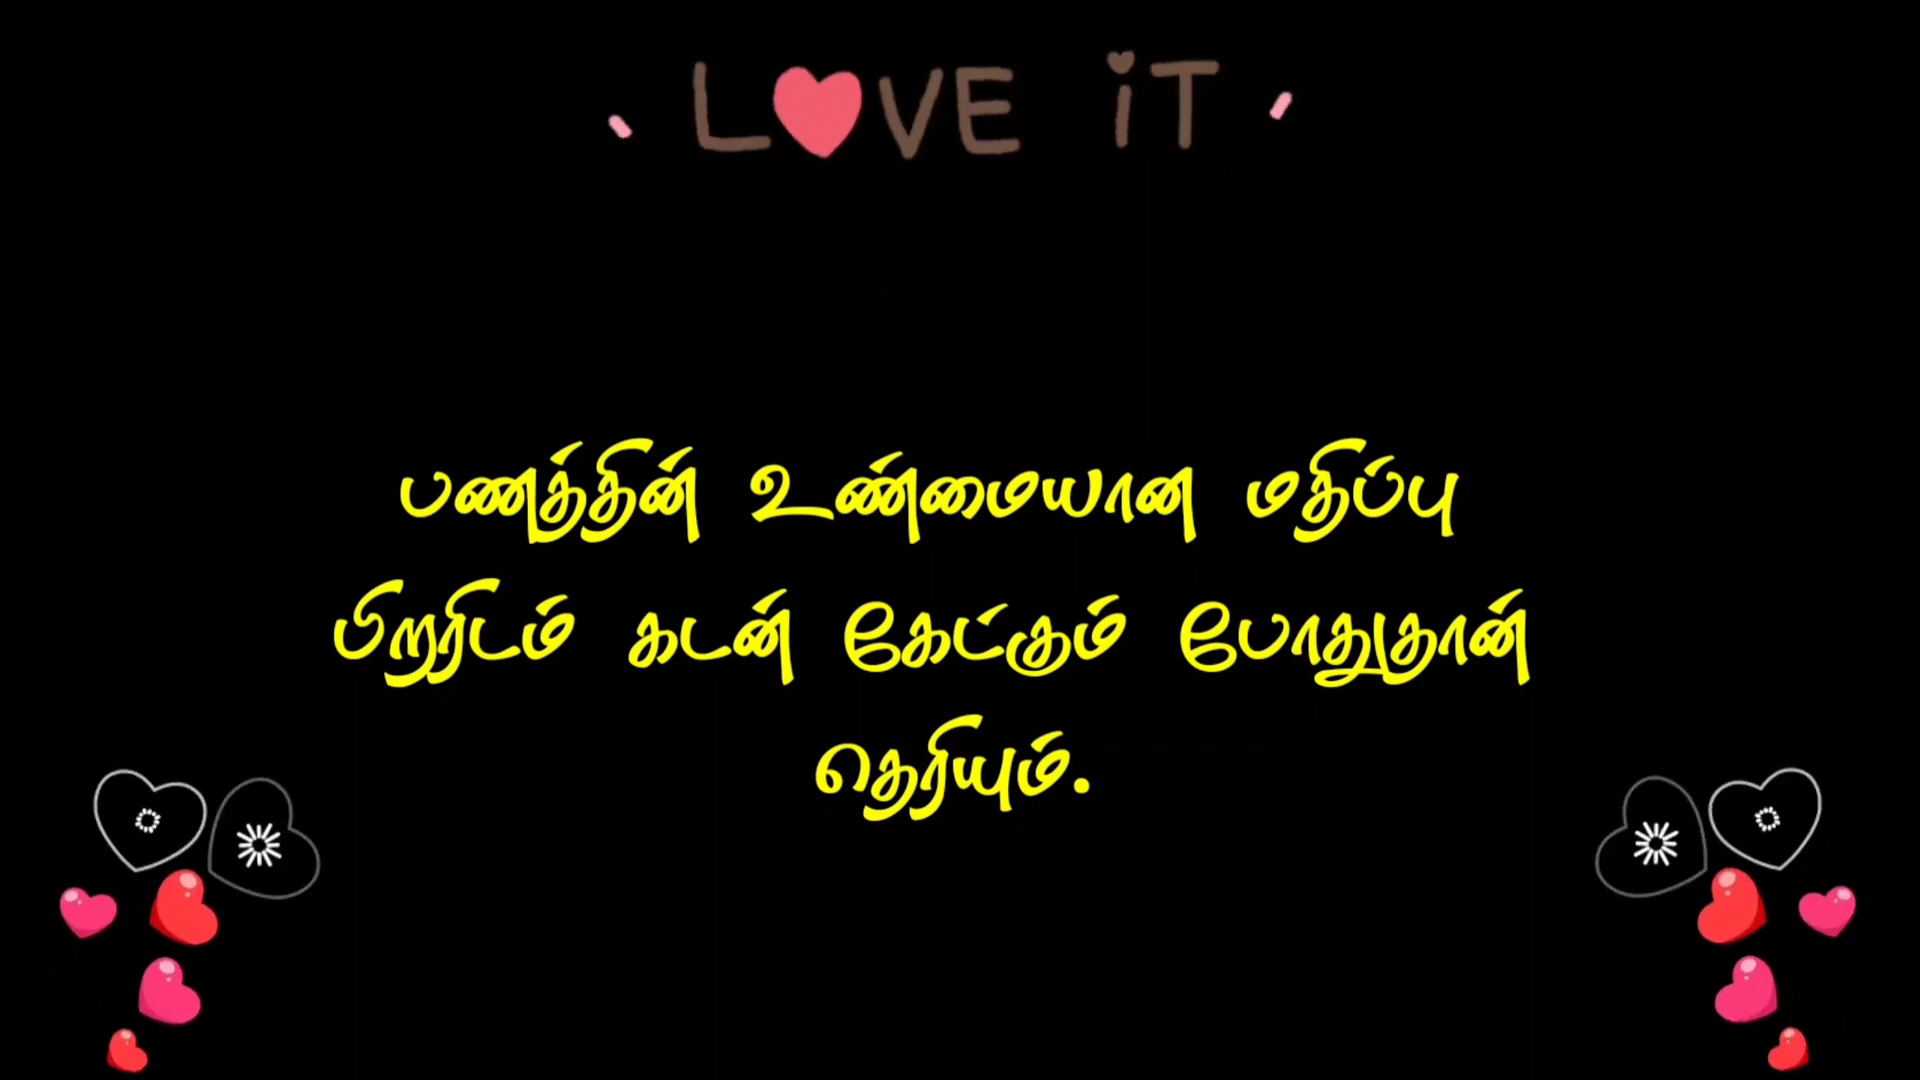 LOVE iT
பணத்தின் உண்மையான மதிப்பு
பிறரிடம் கடன் கேட்கும் போதுதான்
தெரியும்.